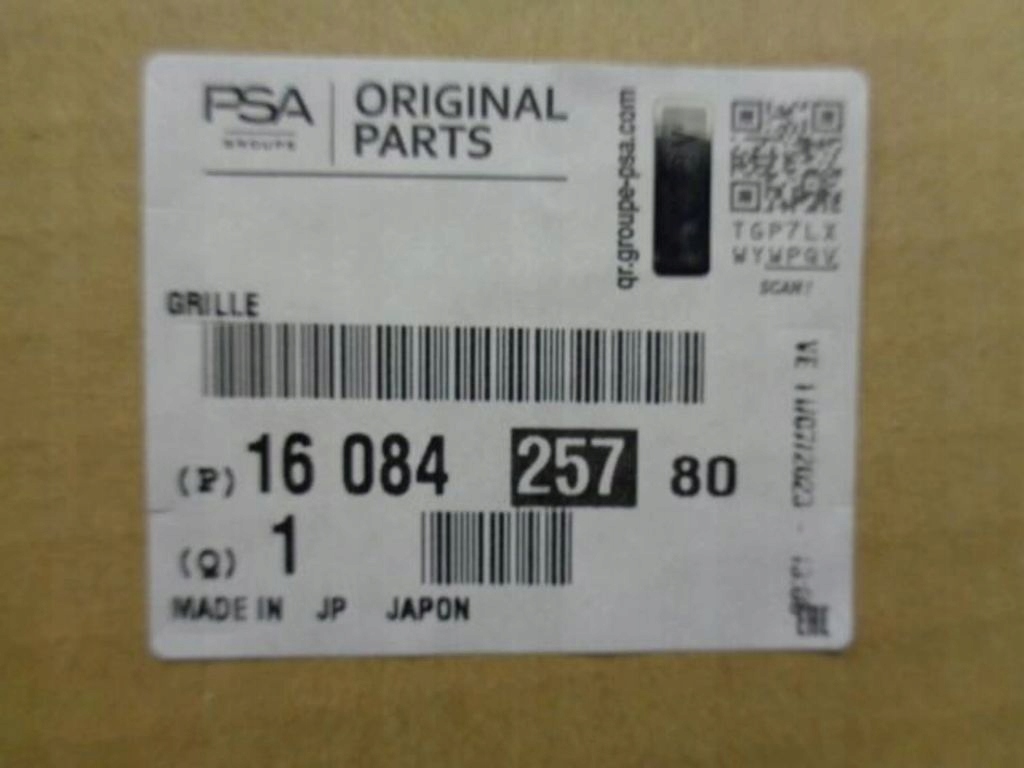 PSA
GROUPE
ORIGINAL
PARTS
qr.groupe-psa.com
TGP7LX
WYWPQV
SCAN!
GRILLE
(P) 16 084 257 80
(Q) 1
MADE IN JP JAPON